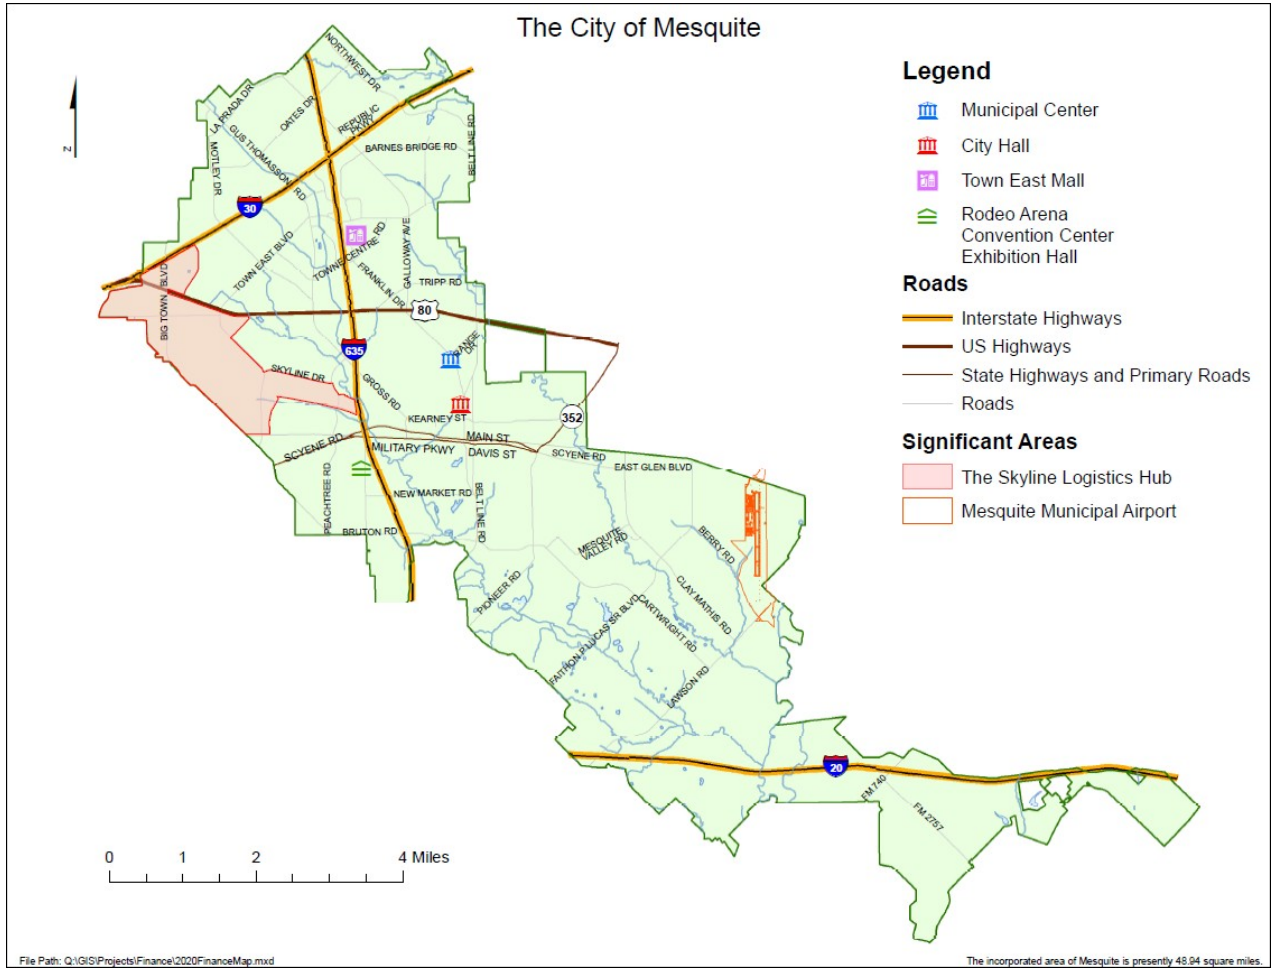 The City of Mesquite
N
Legend
Municipal Center
City Hall
Town East Mall
Rodeo Arena
Convention Center
Exhibition Hall
Roads
Interstate Highways
US Highways
State Highways and Primary Roads
Roads
Significant Areas
The Skyline Logistics Hub
Mesquite Municipal Airport
NORTHWEST DR
LA PRADA DR
OATES DR
REPUBLIC
PKWY
GUS THOMASSON RD
BARNES BRIDGE RD
BELT LINE RD
MOTLEY DR
30
TOWN EAST BLVD
TOWNE CENTRE RD
GALLOWAY AVE
FRANKLIN DR
TRIPP RD
BIG TOWN BLVD
80
RANGE
DR
635
SKYLINE DR
GROSS RD
KEARNEY ST
352
SCYENE RD
MAIN ST
MILITARY PKWY
DAVIS ST
SCYENE RD
EAST GLEN BLVD
PEACHTREE RD
NEW MARKET RD
BELT LINE RD
BRUTON RD
MESQUITE
VALLEY RD
BERRY RD
PIONEER RD
CLAY MATHIS RD
FAITHON P LUCAS SR BLVD
CARTWRIGHT RD
LAWSON RD
20
FM 740
FM 2757
0 1 2 4 Miles
File Path: Q:\GIS\Projects\Finance\2020FinanceMap.mxd
The incorporated area of Mesquite is presently 48.94 square miles.